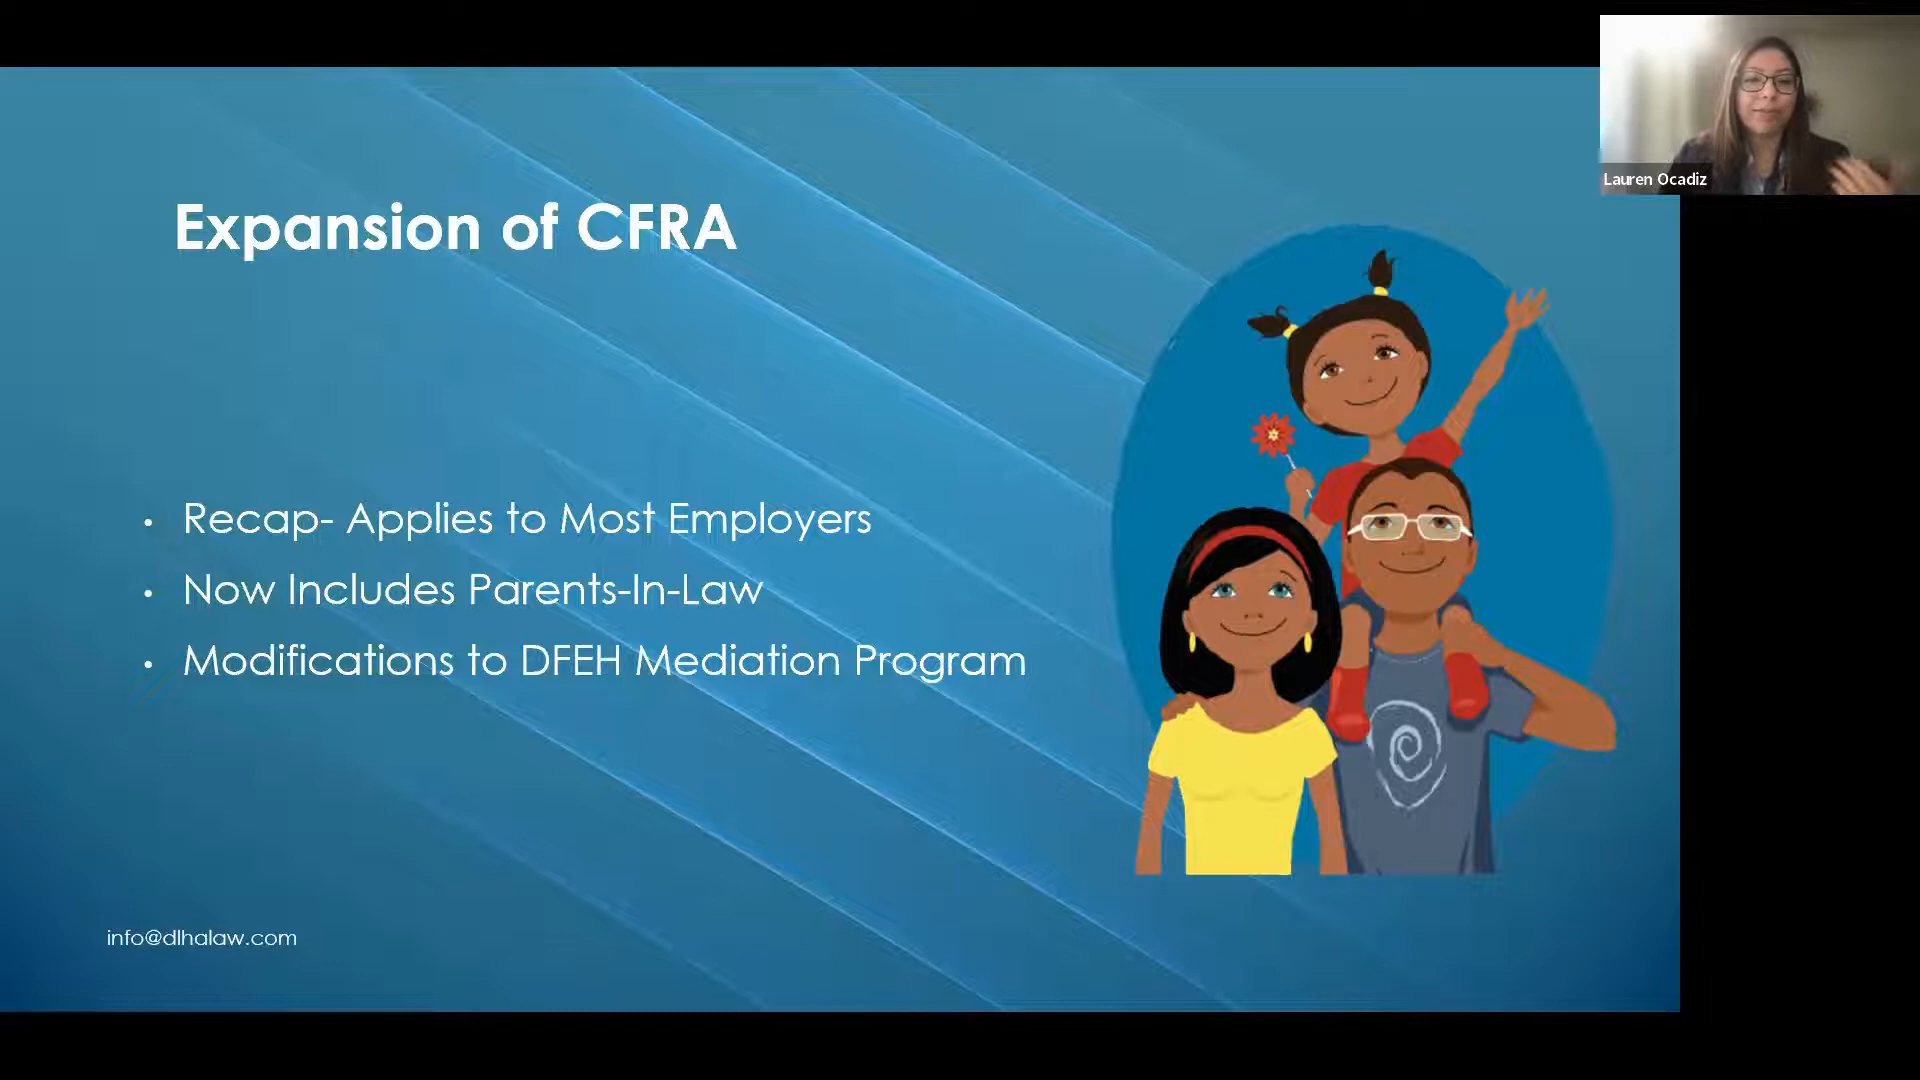 Lauren Ocadiz
Expansion of CFRA
• Recap- Applies to Most Employers
• Now Includes Parents-In-Law
• Modifications to DFEH Mediation Program
info@dlhalaw.com